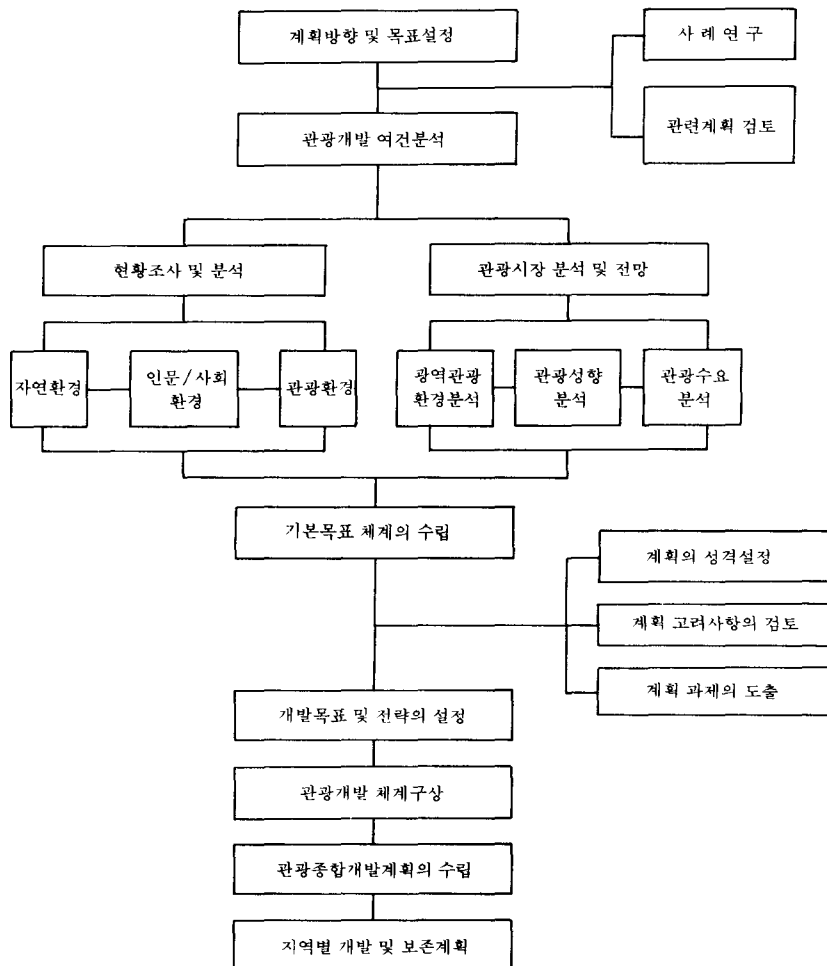 계획방향 및 목표설정
사 례 연 구
관련계획 검토
관광개발 여건분석
현황조사 및 분석
관광시장 분석 및 전망
자연환경
인문/사회
환경
관광환경
광역관광
환경분석
관광성향
분석
관광수요
분석
기본목표 체계의 수립
계획의 성격설정
계획 고려사항의 검토
계획 과제의 도출
개발목표 및 전략의 설정
관광개발 체계구상
관광종합개발계획의 수립
지역별 개발 및 보존계획